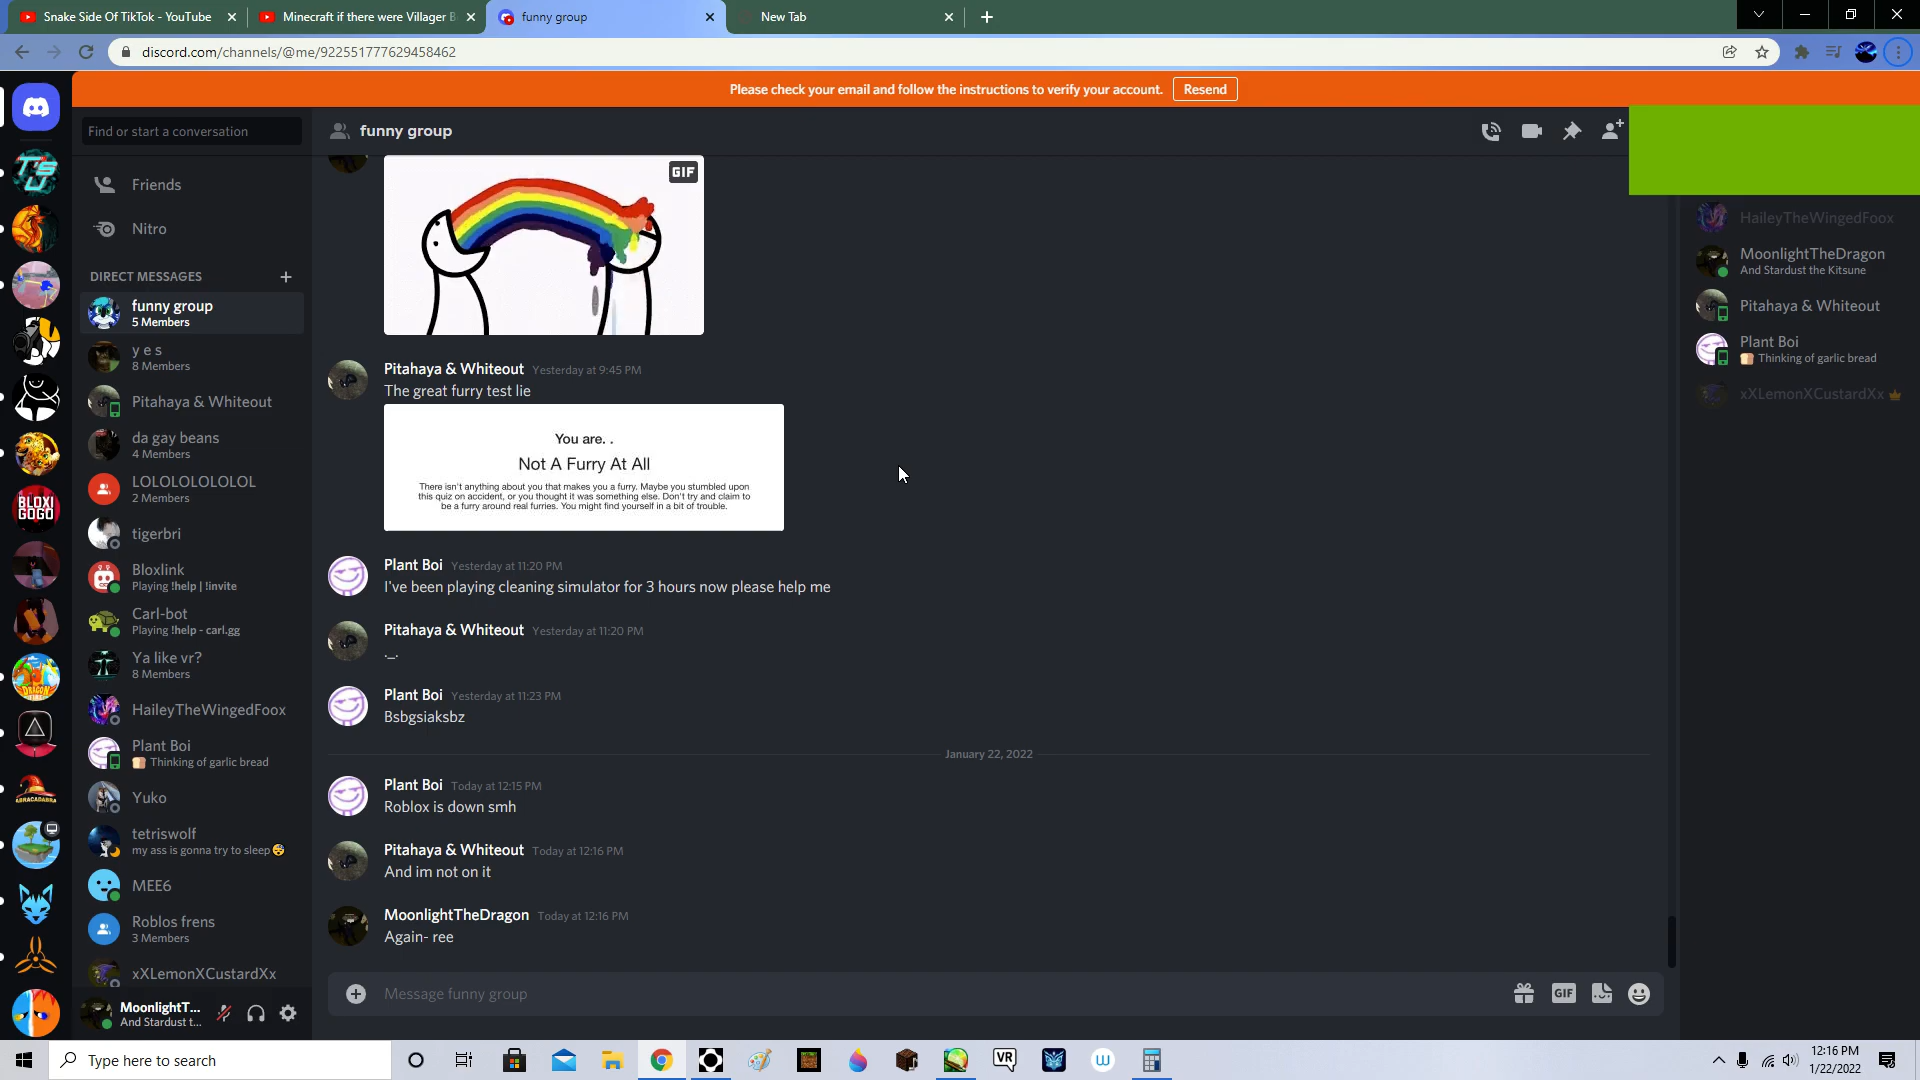 Snake Side Of TikTok - YouTube
Minecraft if there were Villager B
funny group
New Tab
discord.com/channels/@me/922551777629458462
Please check your email and follow the instructions to verify your account.
Resend
Find or start a conversation
funny group
Friends
Nitro
DIRECT MESSAGES
funny group
5 Members
y e s
8 Members
Pitahaya & Whiteout
da gay beans
4 Members
LOLOLOLOLOLOL
2 Members
tigerbri
Bloxlink
Playing !help | !invite
Carl-bot
Playing !help - carl.gg
Ya like vr?
8 Members
HaileyTheWingedFoox
Plant Boi
Thinking of garlic bread
Yuko
tetriswolf
my ass is gonna try to sleep
MEE6
Roblos frens
3 Members
xXLemonXCustardXx
MoonlightT...
And Stardust t...
T'S
U
BLOXI
GOGO
DRAGON
ABRACADABRA
GIF
Pitahaya & Whiteout Yesterday at 9:45 PM
The great furry test lie
You are. .
Not A Furry At All
There isn't anything about you that makes you a furry. Maybe you stumbled upon
this quiz on accident, or you thought it was something else. Don't try and claim to
be a furry around real furries. You might find yourself in a bit of trouble.
Plant Boi Yesterday at 11:20 PM
I've been playing cleaning simulator for 3 hours now please help me
Pitahaya & Whiteout Yesterday at 11:20 PM
._.
Plant Boi Yesterday at 11:23 PM
Bsbgsiaksbz
January 22, 2022
Plant Boi Today at 12:15 PM
Roblox is down smh
Pitahaya & Whiteout Today at 12:16 PM
And im not on it
MoonlightTheDragon Today at 12:16 PM
Again- ree
Message funny group
GIF
HaileyTheWingedFoox
MoonlightTheDragon
And Stardust the Kitsune
Pitahaya & Whiteout
Plant Boi
Thinking of garlic bread
xXLemonXCustardXx
Type here to search
VR
W
12:16 PM
1/22/2022